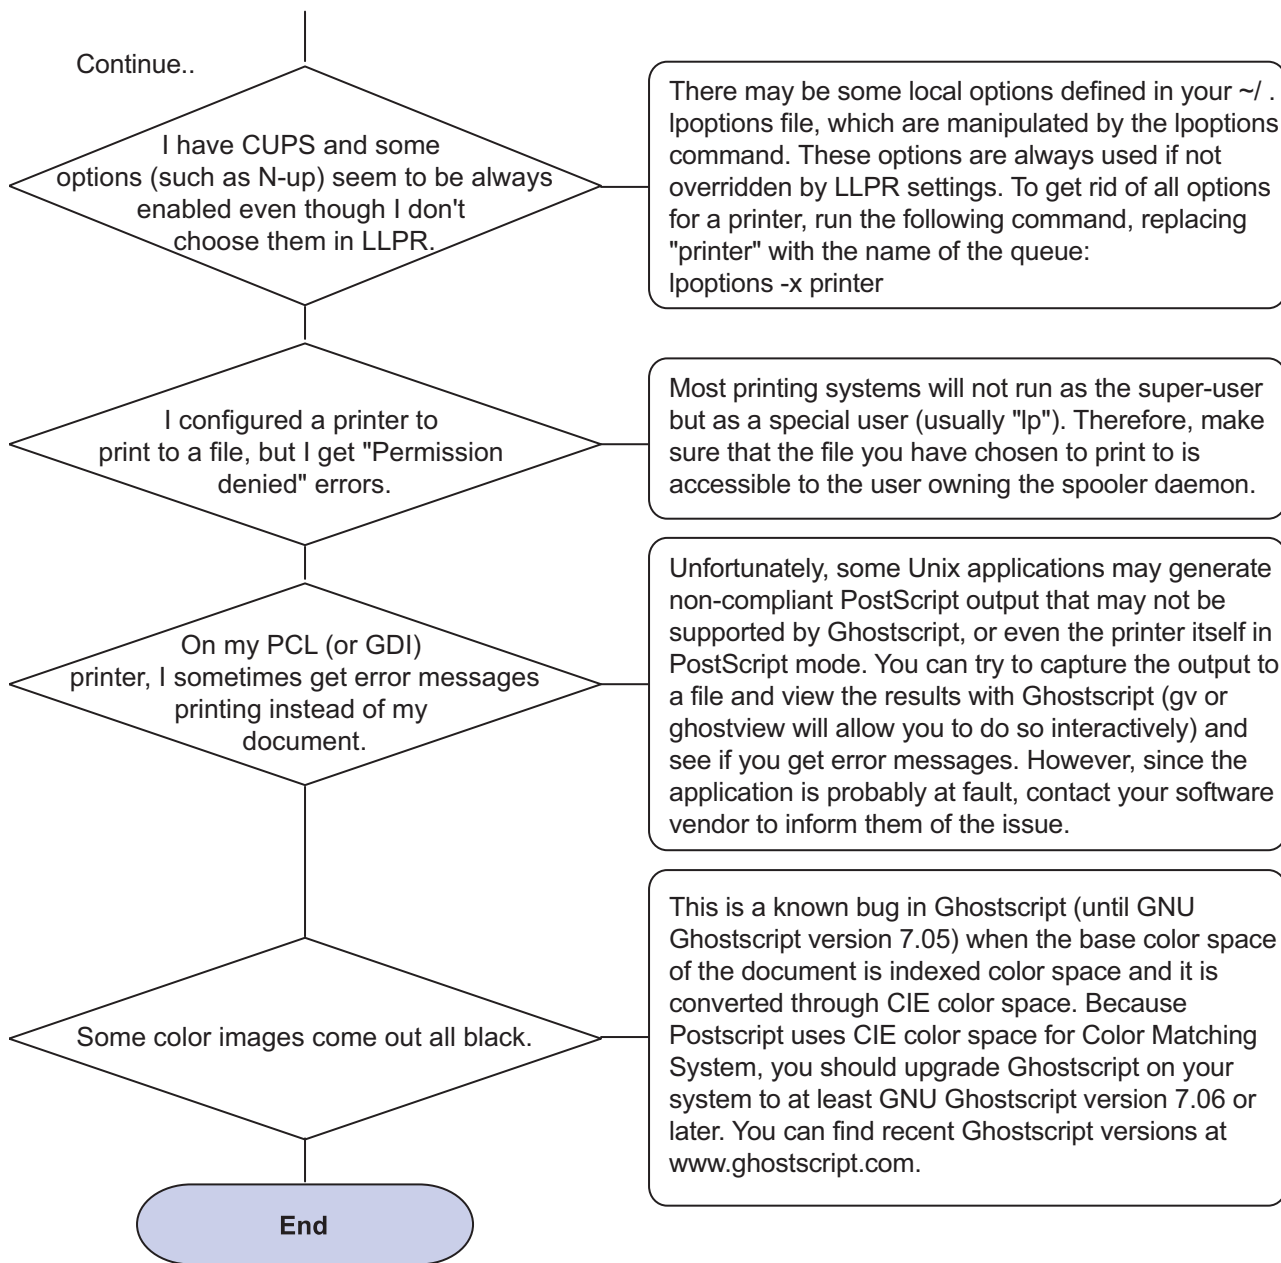 Continue..
I have CUPS and some
options (such as N-up) seem to be always
enabled even though I don't
choose them in LLPR.
There may be some local options defined in your ~/ .
lpoptions file, which are manipulated by the lpoptions
command. These options are always used if not
overridden by LLPR settings. To get rid of all options
for a printer, run the following command, replacing
"printer" with the name of the queue:
lpoptions -x printer
I configured a printer to
print to a file, but I get "Permission
denied" errors.
Most printing systems will not run as the super-user
but as a special user (usually "lp"). Therefore, make
sure that the file you have chosen to print to is
accessible to the user owning the spooler daemon.
On my PCL (or GDI)
printer, I sometimes get error messages
printing instead of my
document.
Unfortunately, some Unix applications may generate
non-compliant PostScript output that may not be
supported by Ghostscript, or even the printer itself in
PostScript mode. You can try to capture the output to
a file and view the results with Ghostscript (gv or
ghostview will allow you to do so interactively) and
see if you get error messages. However, since the
application is probably at fault, contact your software
vendor to inform them of the issue.
Some color images come out all black.
This is a known bug in Ghostscript (until GNU
Ghostscript version 7.05) when the base color space
of the document is indexed color space and it is
converted through CIE color space. Because
Postscript uses CIE color space for Color Matching
System, you should upgrade Ghostscript on your
system to at least GNU Ghostscript version 7.06 or
later. You can find recent Ghostscript versions at
www.ghostscript.com.
End